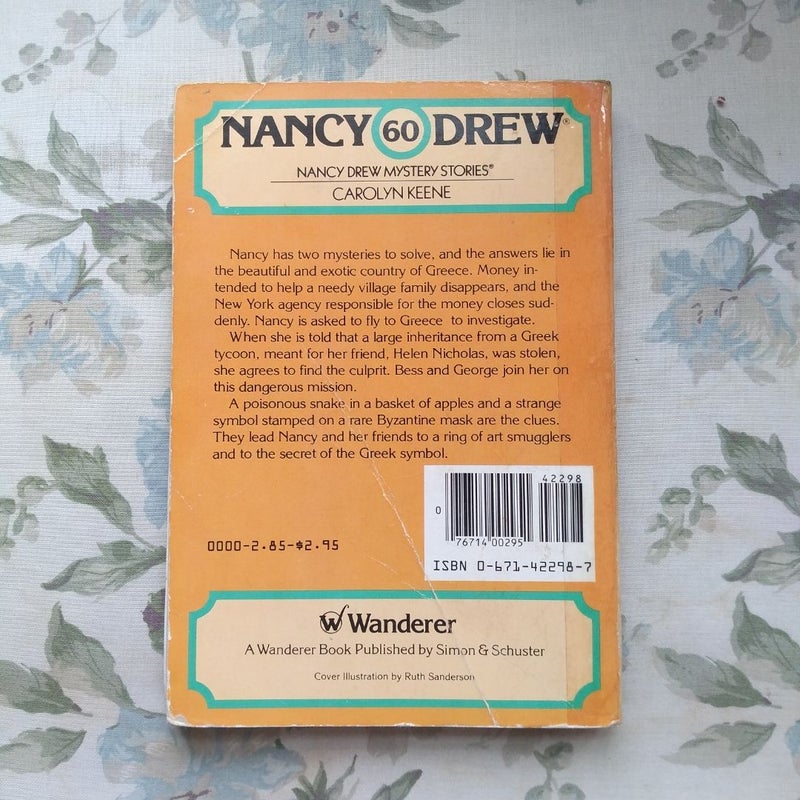 NANCY 60 DREW®
NANCY DREW MYSTERY STORIES®
CAROLYN KEENE
Nancy has two mysteries to solve, and the answers lie in
the beautiful and exotic country of Greece. Money in-
tended to help a needy village family disappears, and the
New York agency responsible for the money closes sud-
denly. Nancy is asked to fly to Greece to investigate.
When she is told that a large inheritance from a Greek
tycoon, meant for her friend, Helen Nicholas, was stolen,
she agrees to find the culprit. Bess and George join her on
this dangerous mission.
A poisonous snake in a basket of apples and a strange
symbol stamped on a rare Byzantine mask are the clues.
They lead Nancy and her friends to a ring of art smugglers
and to the secret of the Greek symbol.
42298
0
76714 00295
ISBN 0-671-42298-7
0000-2.85-$2.95
W Wanderer
A Wanderer Book Published by Simon & Schuster
Cover Illustration by Ruth Sanderson